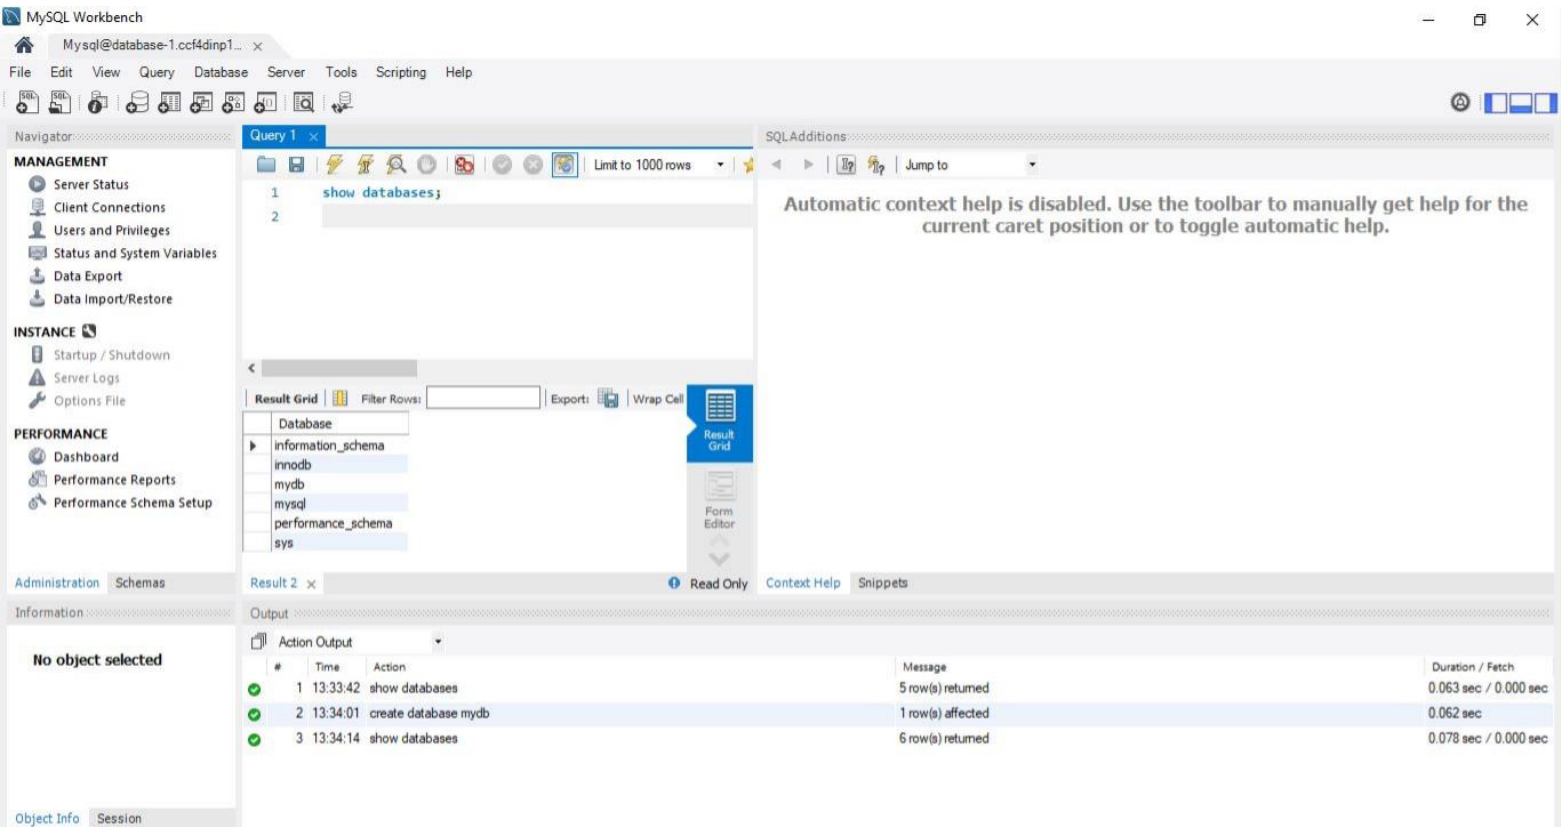 MySQL Workbench
Mysql@database-1.ccf4dinp1...
File Edit View Query Database Server Tools Scripting Help
Navigator
MANAGEMENT
Server Status
Client Connections
Users and Privileges
Status and System Variables
Data Export
Data Import/Restore
INSTANCE
Startup / Shutdown
Server Logs
Options File
PERFORMANCE
Dashboard
Performance Reports
Performance Schema Setup
Administration Schemas
Query 1
Limit to 1000 rows
1 show databases;
2
Result Grid Filter Rows: Export: Wrap Cell
Database
information_schema
innodb
mydb
mysql
performance_schema
sys
Result
Grid
Form
Editor
Result 2 Read Only
SQLAdditions
Jump to
Automatic context help is disabled. Use the toolbar to manually get help for the
current caret position or to toggle automatic help.
Context Help Snippets
Information
No object selected
Object Info Session
Output
Action Output
# Time Action Message Duration / Fetch
1 13:33:42 show databases 5 row(s) returned 0.063 sec / 0.000 sec
2 13:34:01 create database mydb 1 row(s) affected 0.062 sec
3 13:34:14 show databases 6 row(s) returned 0.078 sec / 0.000 sec